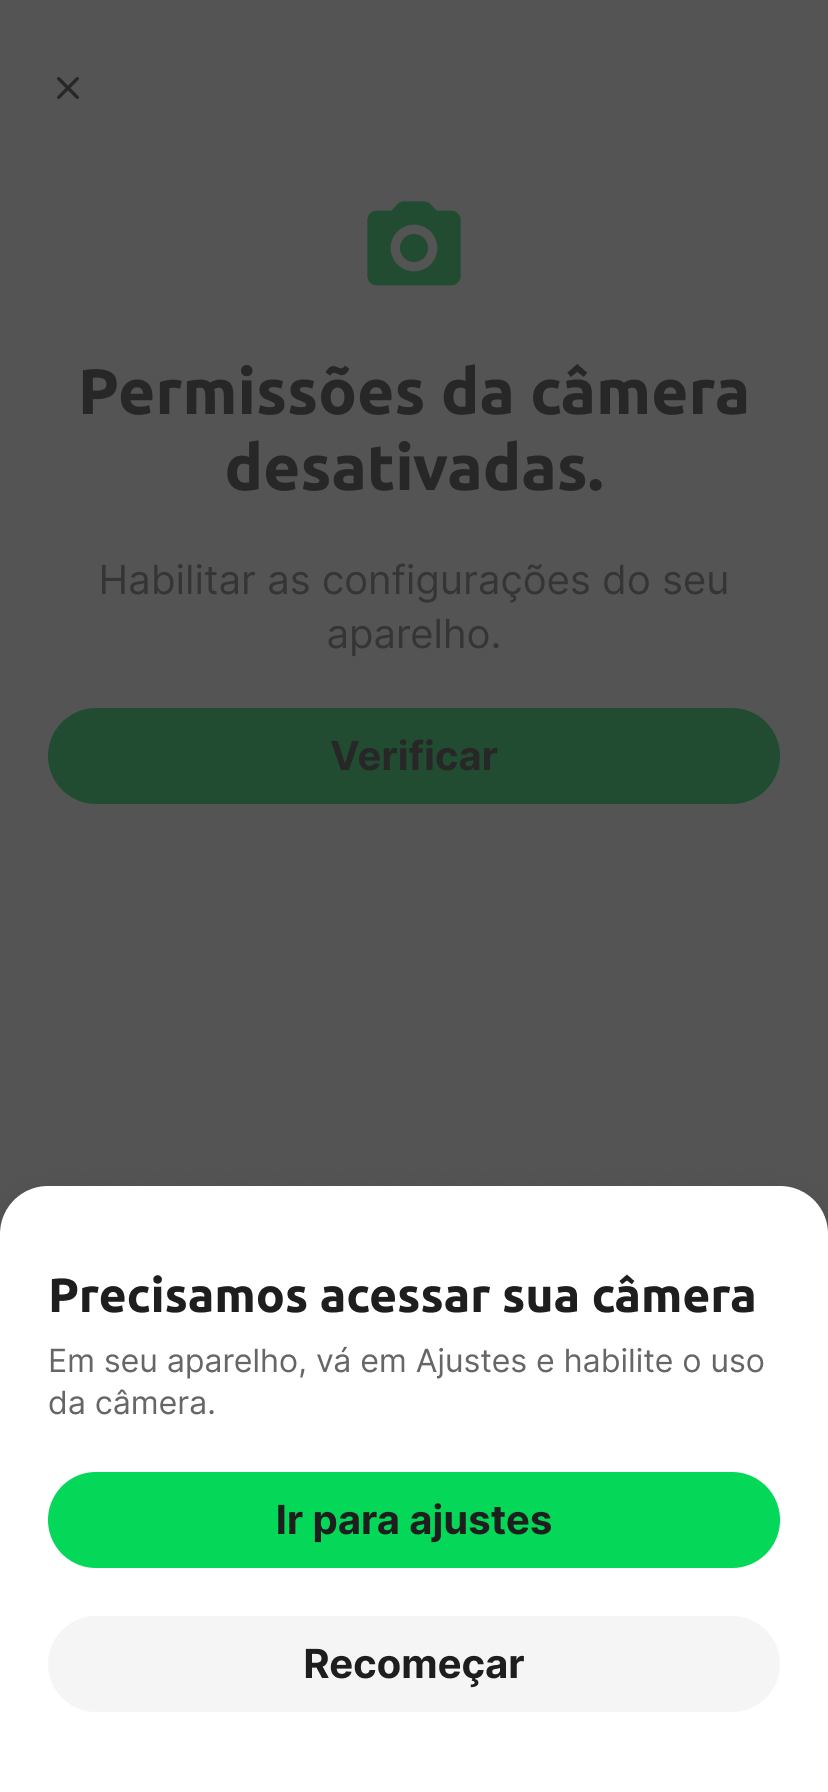 Permissões da câmera
desativadas.
Habilitar as configurações do seu
aparelho.
Verificar
Precisamos acessar sua câmera
Em seu aparelho, vá em Ajustes e habilite o uso
da câmera.
Ir para ajustes
Recomeçar